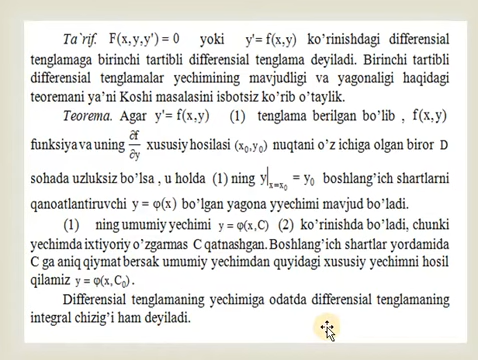 Ta`rif. F(x,y,y') = 0 yoki y'= f(x,y) ko'rinishdagi differensial
tenglamaga birinchi tartibli differensial tenglama deyiladi. Birinchi tartibli
differensial tenglamalar yechimining mavjudligi va yagonaligi haqidagi
teoremani ya'ni Koshi masalasini isbotsiz ko'rib o'taylik.
Teorema. Agar y'= f(x,y) (1) tenglama berilgan bo'lib , f(x,y)
funksiya va uning ∂f/∂y xususiy hosilasi (x₀,y₀) nuqtani o'z ichiga olgan biror D
sohada uzluksiz bo'lsa , u holda (1) ning y|ₓ₌ₓ₀ = y₀ boshlang'ich shartlarni
qanoatlantiruvchi y = φ(x) bo'lgan yagona yyechimi mavjud bo'ladi.
(1) ning umumiy yechimi y = φ(x,C) (2) ko'rinishda bo'ladi, chunki
yechimda ixtiyoriy o'zgarmas C qatnashgan. Boshlang'ich shartlar yordamida
C ga aniq qiymat bersak umumiy yechimdan quyidagi xususiy yechimni hosil
qilamiz y = φ(x,C₀).
Differensial tenglamaning yechimiga odatda differensial tenglamaning
integral chizig'i ham deyiladi.